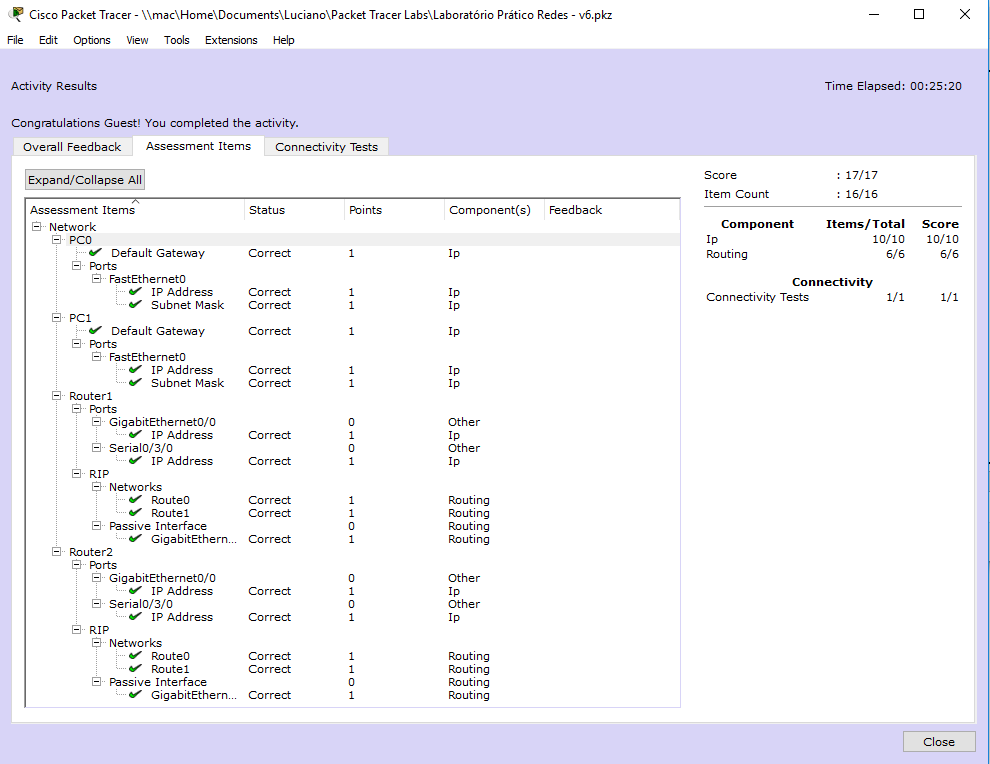 Cisco Packet Tracer - \\mac\Home\Documents\Luciano\Packet Tracer Labs\Laboratório Prático Redes - v6.pkz
File Edit Options View Tools Extensions Help
Activity Results Time Elapsed: 00:25:20
Congratulations Guest! You completed the activity.
Overall Feedback Assessment Items Connectivity Tests
Expand/Collapse All
Assessment Items Status Points Component(s) Feedback
Network
PC0
Default Gateway Correct 1 Ip
Ports
FastEthernet0
IP Address Correct 1 Ip
Subnet Mask Correct 1 Ip
PC1
Default Gateway Correct 1 Ip
Ports
FastEthernet0
IP Address Correct 1 Ip
Subnet Mask Correct 1 Ip
Router1
Ports
GigabitEthernet0/0 0 Other
IP Address Correct 1 Ip
Serial0/3/0 0 Other
IP Address Correct 1 Ip
RIP
Networks
Route0 Correct 1 Routing
Route1 Correct 1 Routing
Passive Interface 0 Routing
GigabitEthern... Correct 1 Routing
Router2
Ports
GigabitEthernet0/0 0 Other
IP Address Correct 1 Ip
Serial0/3/0 0 Other
IP Address Correct 1 Ip
RIP
Networks
Route0 Correct 1 Routing
Route1 Correct 1 Routing
Passive Interface 0 Routing
GigabitEthern... Correct 1 Routing
Score : 17/17
Item Count : 16/16
Component Items/Total Score
Ip 10/10 10/10
Routing 6/6 6/6
Connectivity
Connectivity Tests 1/1 1/1
Close